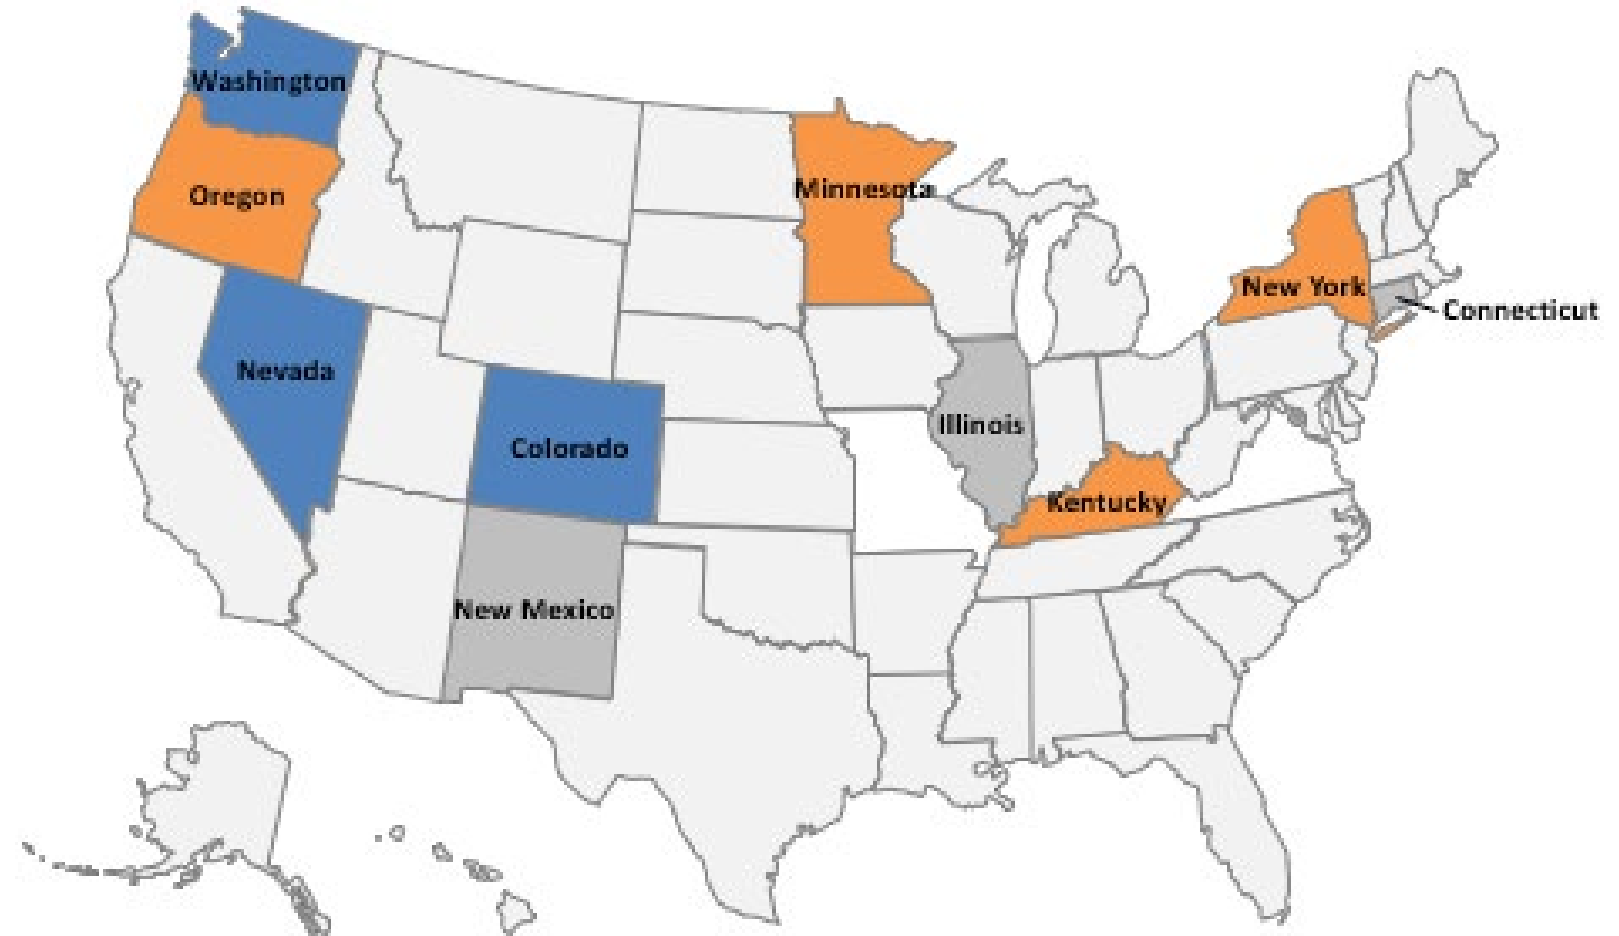 Washington
Oregon
Minnesota
New York
Connecticut
Nevada
Illinois
Colorado
Kentucky
New Mexico